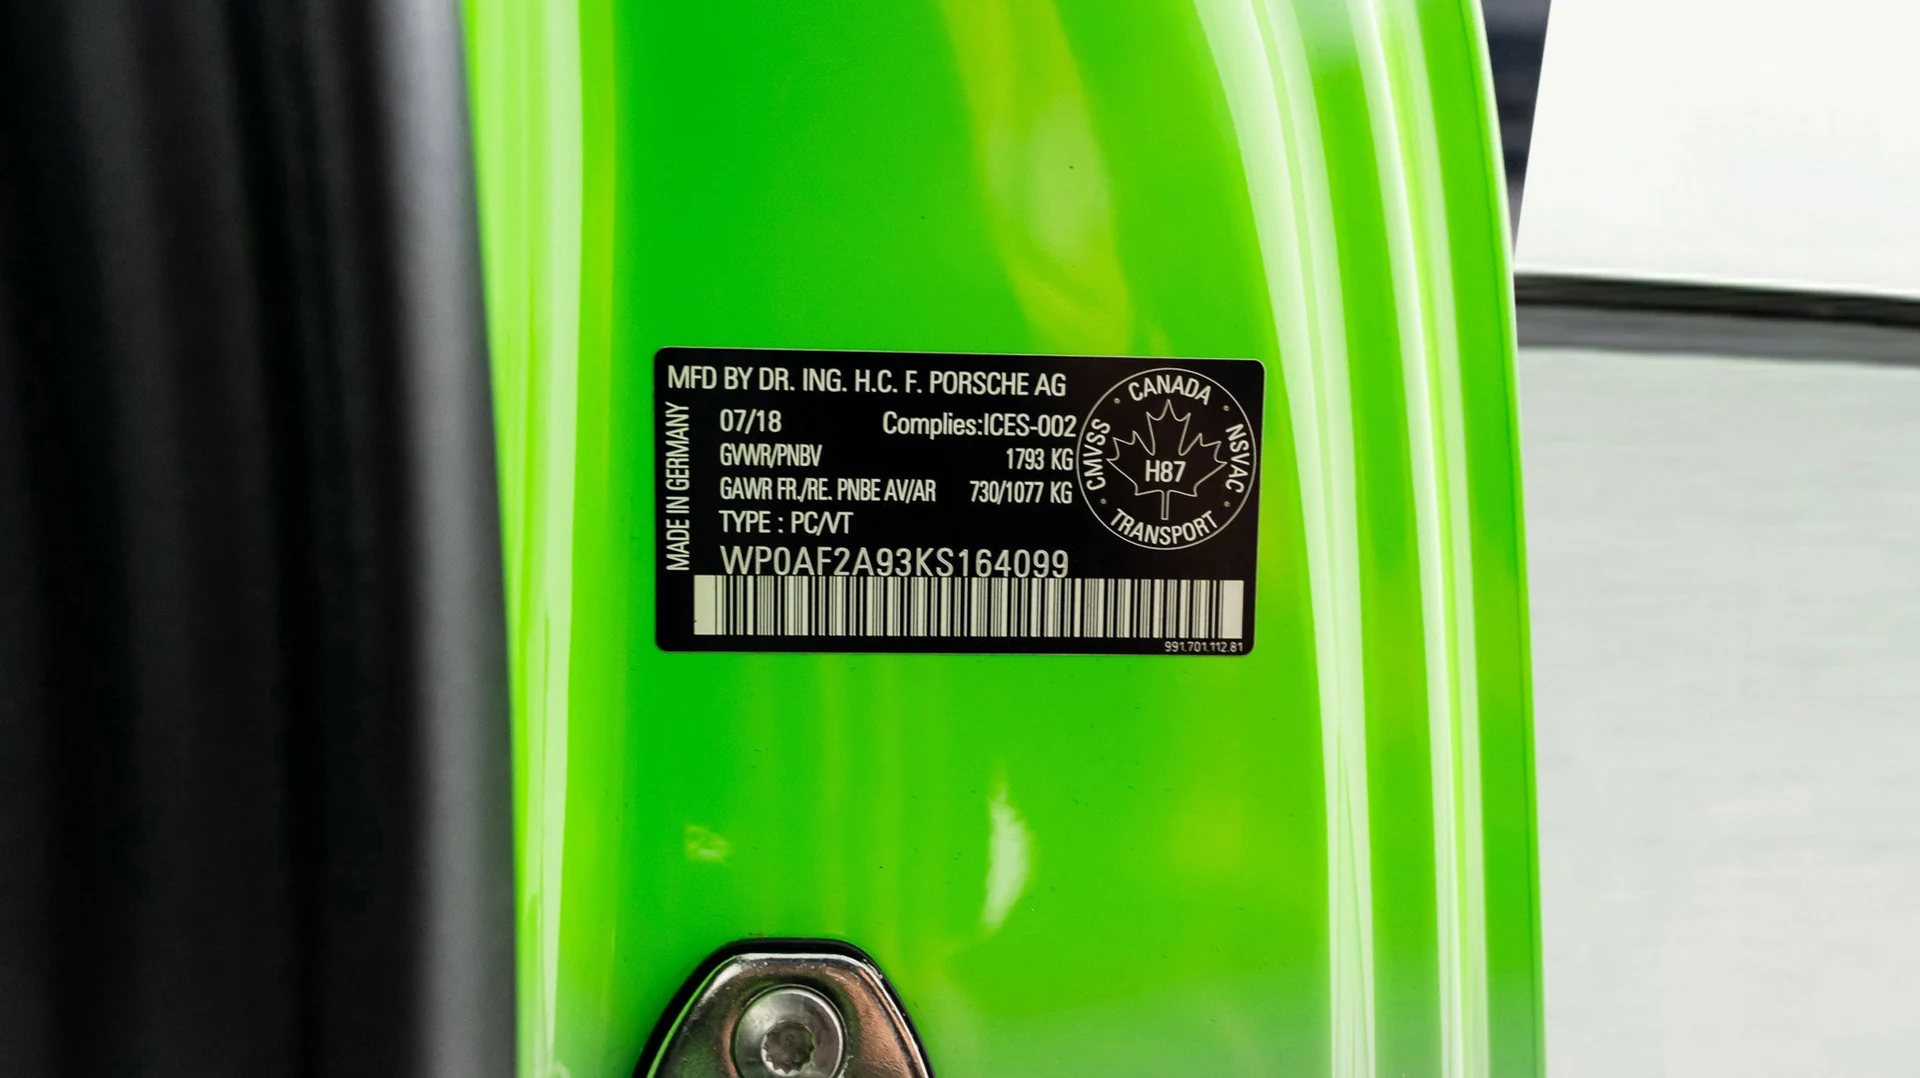 MFD BY DR. ING. H.C. F. PORSCHE AG
MADE IN GERMANY
07/18 Complies:ICES-002
GVWR/PNBV 1793 KG
GAWR FR./RE. PNBE AV/AR 730/1077 KG
TYPE : PC/VT
WP0AF2A93KS164099
991.701.112.81
CANADA
CMVSS
NSVAC
H87
TRANSPORT